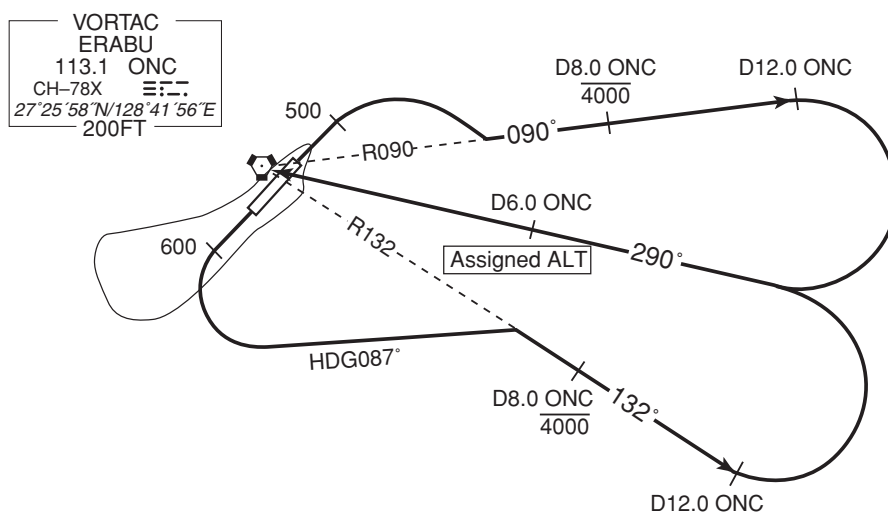 VORTAC
ERABU
113.1 ONC
CH–78X
27°25´58˝N/128°41´56˝E
200FT
500
R090
090°
D8.0 ONC
4000
D12.0 ONC
D6.0 ONC
Assigned ALT
290°
R132
600
HDG087°
D8.0 ONC
4000
132°
D12.0 ONC